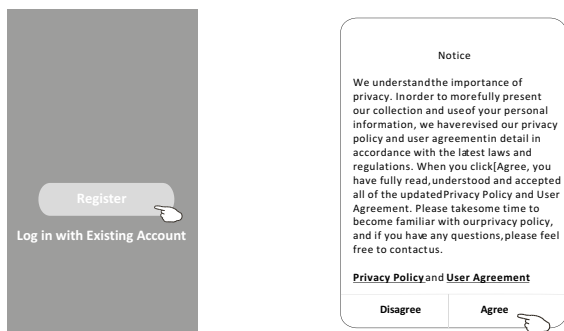 Register
Log in with Existing Account
Notice
We understandthe importance of
privacy. Inorder to morefully present
our collection and useof your personal
information, we haverevised our privacy
policy and user agreementin detail in
accordance with the latest laws and
regulations. When you click[Agree, you
have fully read,understood and accepted
all of the updatedPrivacy Policy and User
Agreement. Please takesome time to
become familiar with ourprivacy policy,
and if you have any questions,please feel
free to contactus.
Privacy Policy and User Agreement
Disagree Agree